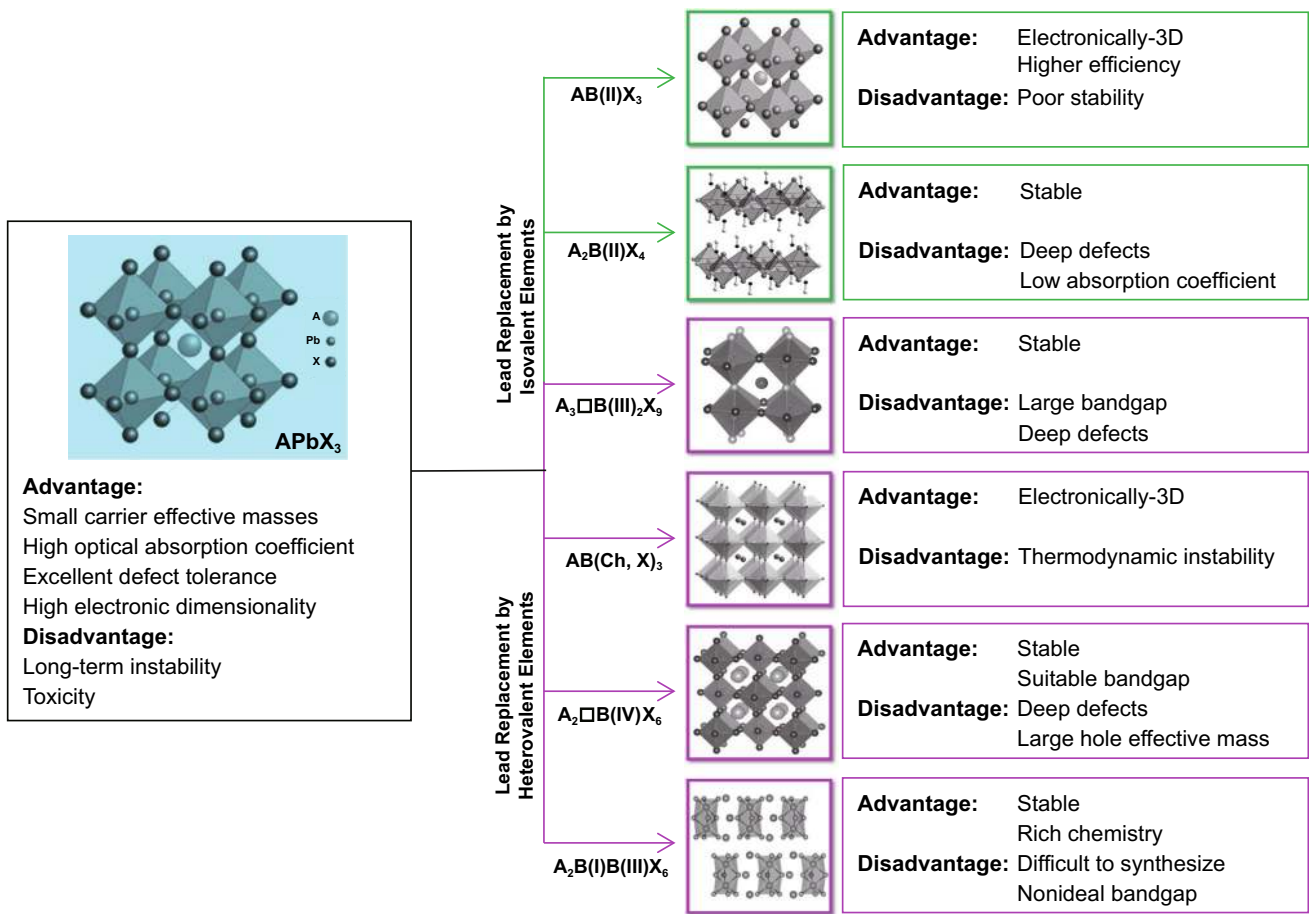 A
Pb
X
APbX₃
Advantage:
Small carrier effective masses
High optical absorption coefficient
Excellent defect tolerance
High electronic dimensionality
Disadvantage:
Long-term instability
Toxicity
Lead Replacement by
Isovalent Elements
Lead Replacement by
Heterovalent Elements
AB(II)X₃
Advantage: Electronically-3D
Higher efficiency
Disadvantage: Poor stability
A₂B(II)X₄
Advantage: Stable
Disadvantage: Deep defects
Low absorption coefficient
A₃□B(III)₂X₉
Advantage: Stable
Disadvantage: Large bandgap
Deep defects
AB(Ch, X)₃
Advantage: Electronically-3D
Disadvantage: Thermodynamic instability
A₂□B(IV)X₆
Advantage: Stable
Suitable bandgap
Disadvantage: Deep defects
Large hole effective mass
A₂B(I)B(III)X₆
Advantage: Stable
Rich chemistry
Disadvantage: Difficult to synthesize
Nonideal bandgap